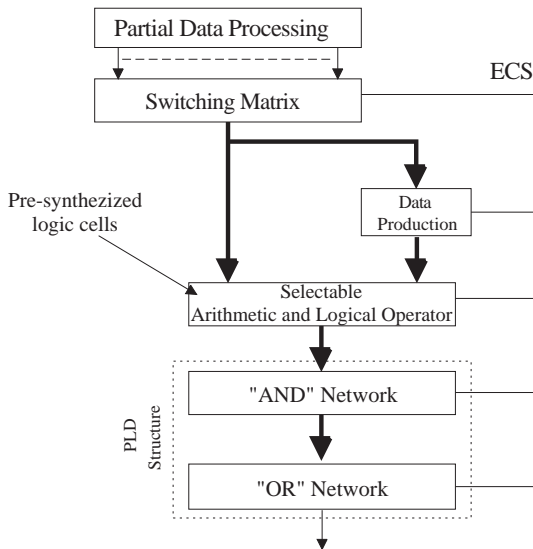 Partial Data Processing
ECS
Switching Matrix
Pre-synthezized
logic cells
Data
Production
Selectable
Arithmetic and Logical Operator
PLD
Structure
"AND" Network
"OR" Network